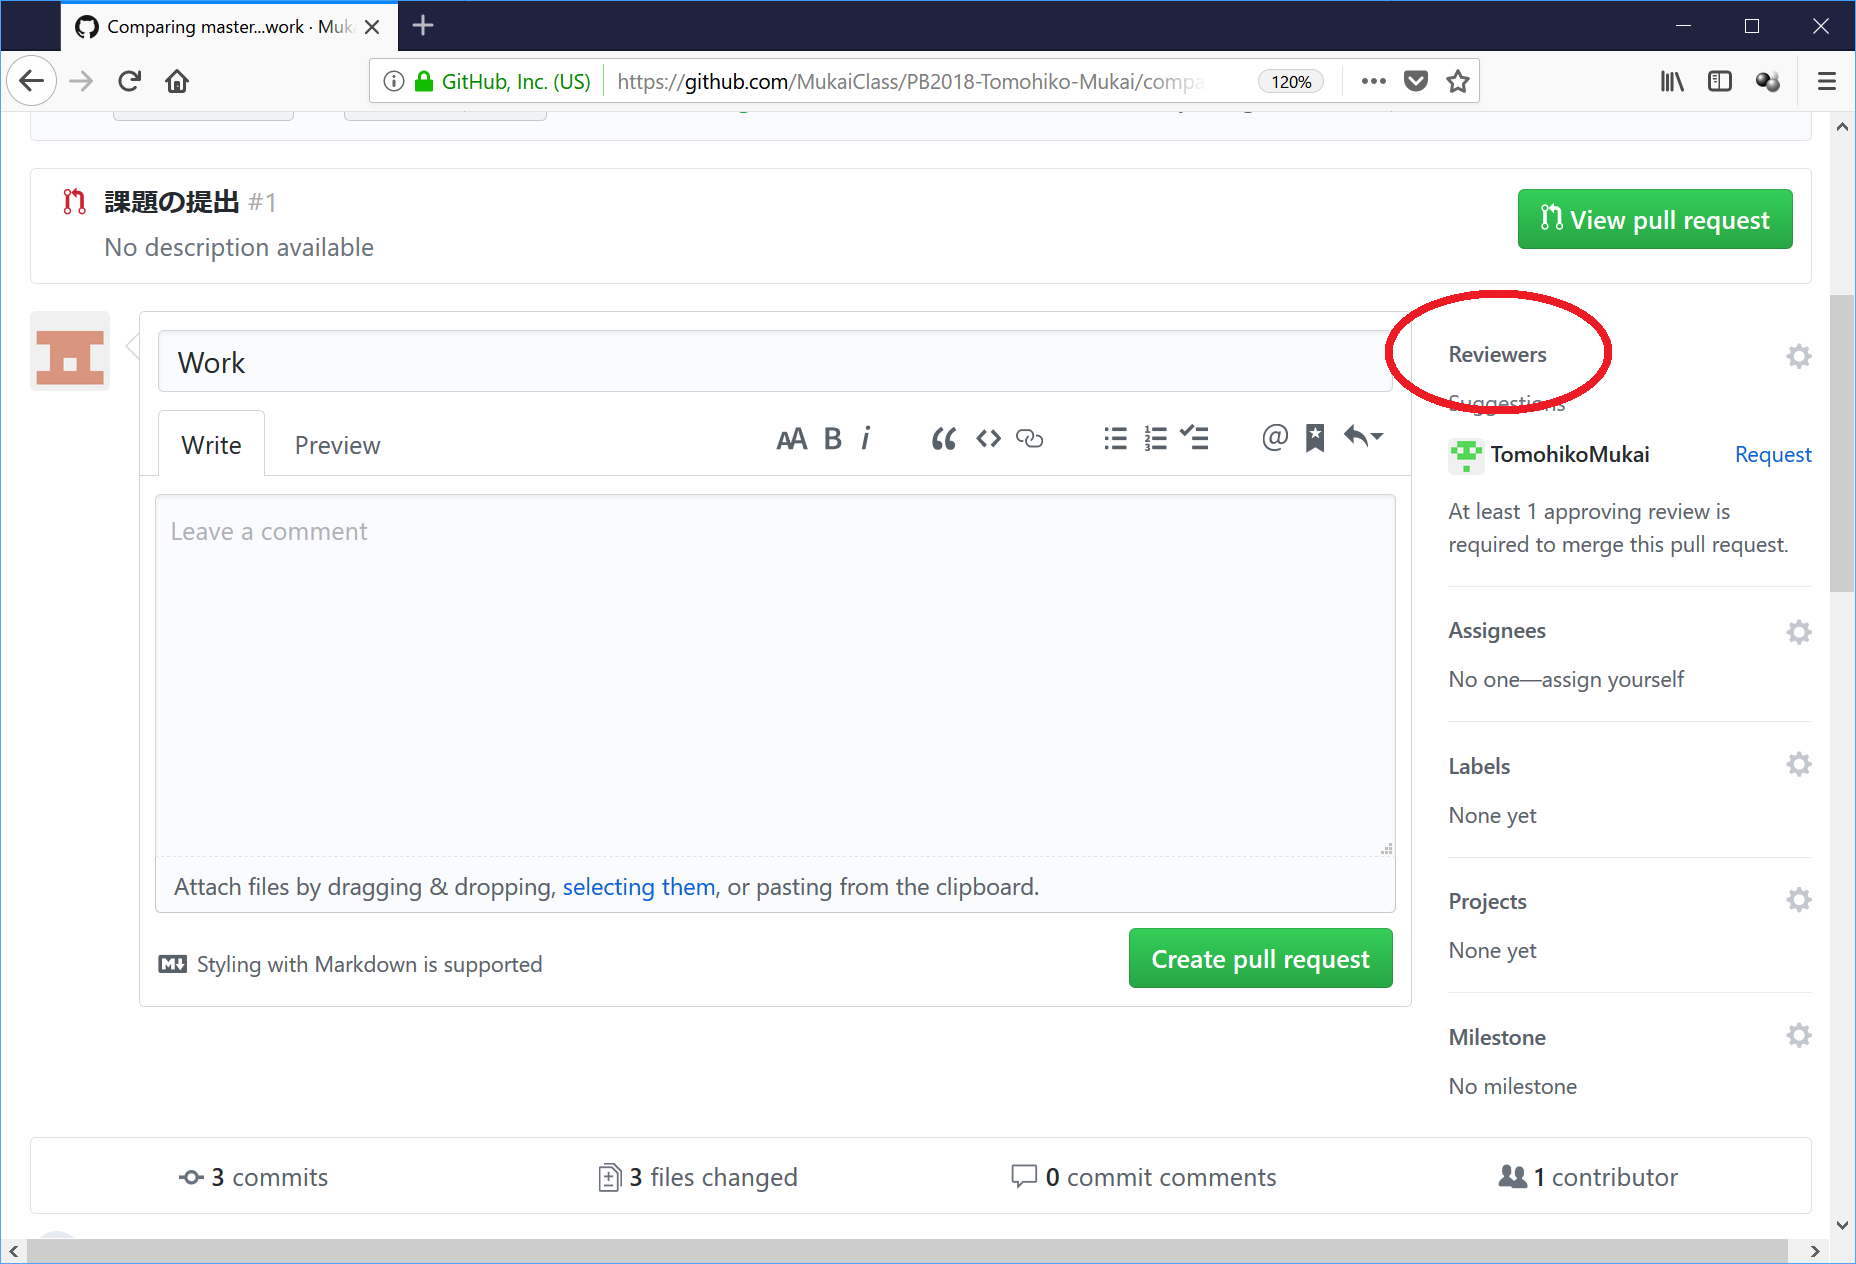 Comparing master...work · Muk
GitHub, Inc. (US)
https://github.com/MukaiClass/PB2018-Tomohiko-Mukai/compa
120%
課題の提出 #1
No description available
View pull request
Work
Reviewers
Suggestions
Write
Preview
AA B i
TomohikoMukai
Request
Leave a comment
At least 1 approving review is
required to merge this pull request.
Assignees
No one—assign yourself
Labels
None yet
Attach files by dragging & dropping, selecting them, or pasting from the clipboard.
Projects
None yet
Styling with Markdown is supported
Create pull request
Milestone
No milestone
3 commits
3 files changed
0 commit comments
1 contributor